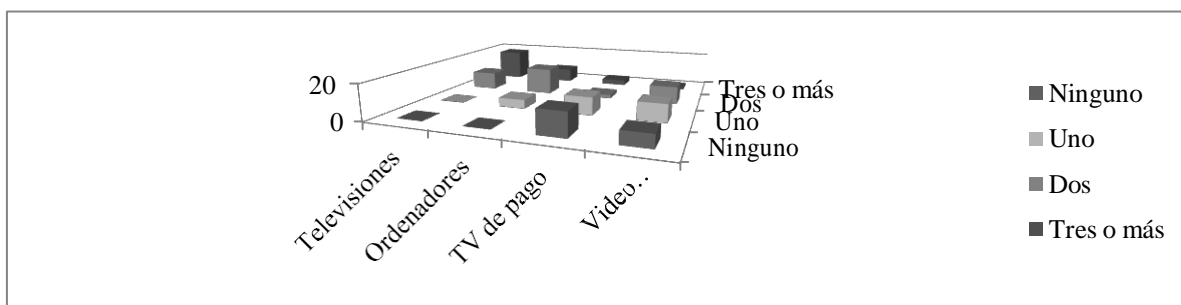 20
0
Tres o más
Dos
Uno
Ninguno
Televisiones
Ordenadores
TV de pago
Video...
Ninguno
Uno
Dos
Tres o más